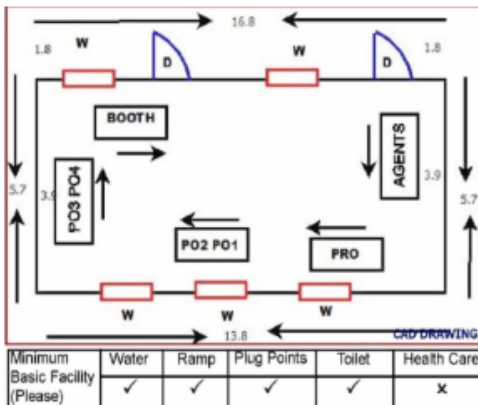 16.8
1.8 W W 1.8
D D
BOOTH
AGENTS
5.7 3.9 PO3 PO4 3.9 5.7
PO2 PO1
PRO
W W W
13.8
CAD DRAWING
Minimum Basic Facility (Please) Water Ramp Plug Points Toilet Health Care
✓ ✓ ✓ ✓ x